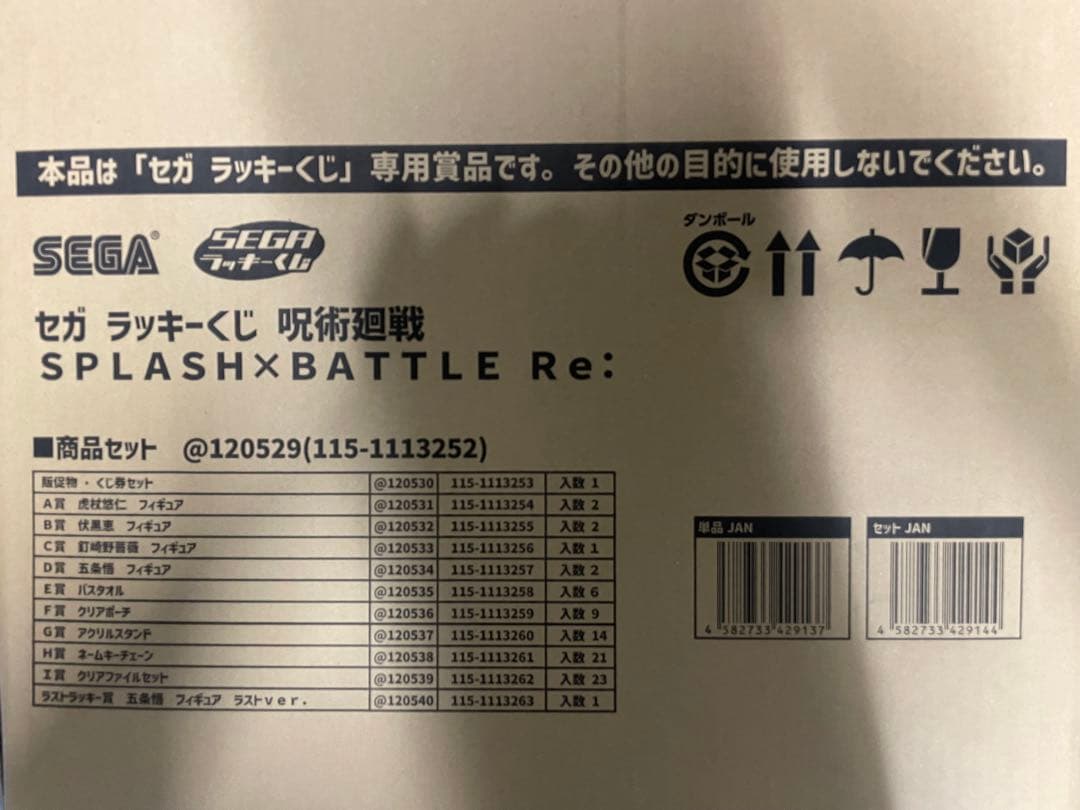 本品は「セガ ラッキーくじ」専用賞品です。その他の目的に使用しないでください。
SEGA®
SEGA
ラッキーくじ
ダンボール
セガ ラッキーくじ 呪術廻戦
SPLASH×BATTLE Re:
■商品セット @120529(115-1113252)
販促物・くじ券セット @120530 115-1113253 入数 1
A賞 虎杖悠仁 フィギュア @120531 115-1113254 入数 2
B賞 伏黒恵 フィギュア @120532 115-1113255 入数 2
C賞 釘崎野薔薇 フィギュア @120533 115-1113256 入数 1
D賞 五条悟 フィギュア @120534 115-1113257 入数 2
E賞 バスタオル @120535 115-1113258 入数 6
F賞 クリアポーチ @120536 115-1113259 入数 9
G賞 アクリルスタンド @120537 115-1113260 入数 14
H賞 ネームキーチェーン @120538 115-1113261 入数 21
I賞 クリアファイルセット @120539 115-1113262 入数 23
ラストラッキー賞 五条悟 フィギュア ラストver. @120540 115-1113263 入数 1
単品 JAN
4 582733 429137
セット JAN
4 582733 429144